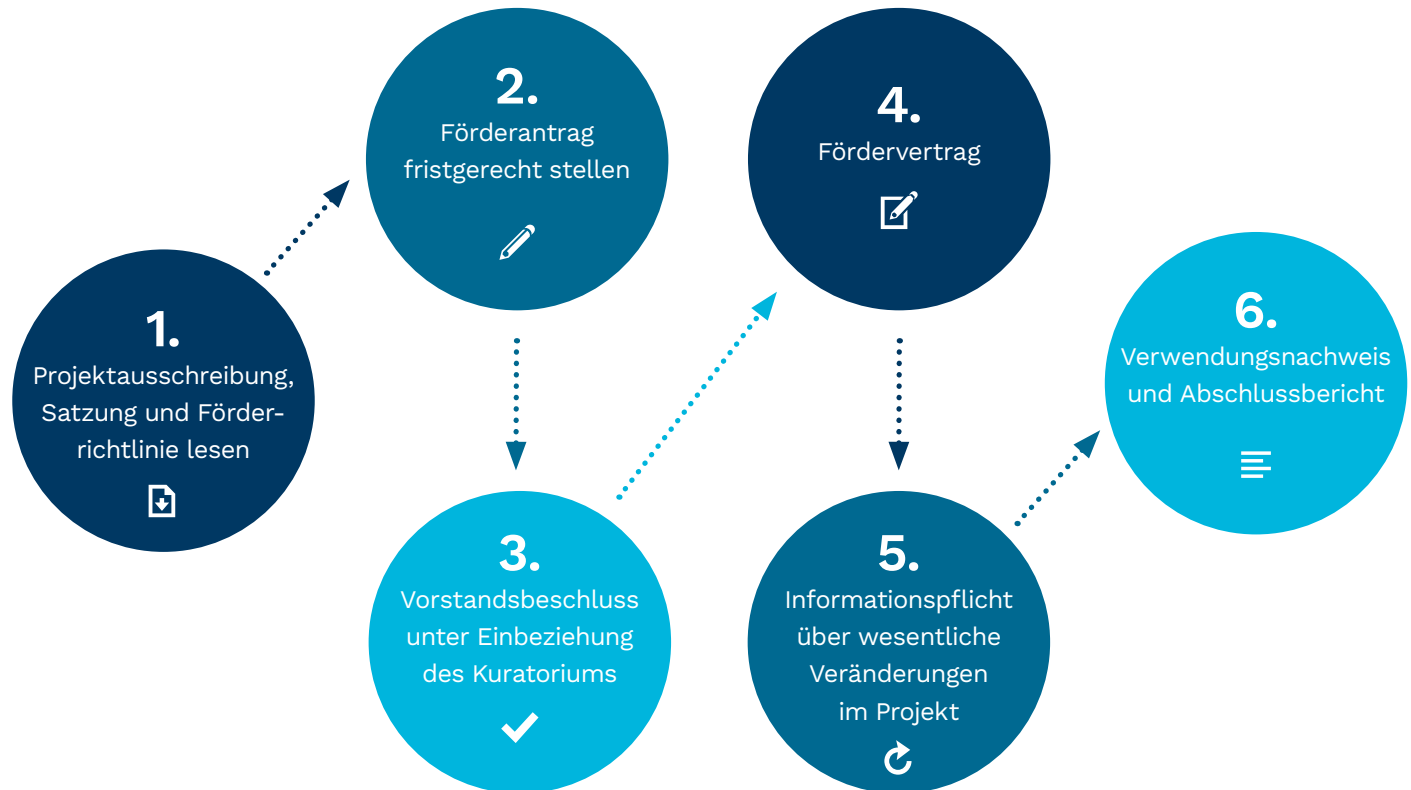 1.
Projektausschreibung,
Satzung und Förder-
richtlinie lesen
2.
Förderantrag
fristgerecht stellen
3.
Vorstandsbeschluss
unter Einbeziehung
des Kuratoriums
4.
Fördervertrag
5.
Informationspflicht
über wesentliche
Veränderungen
im Projekt
6.
Verwendungsnachweis
und Abschlussbericht